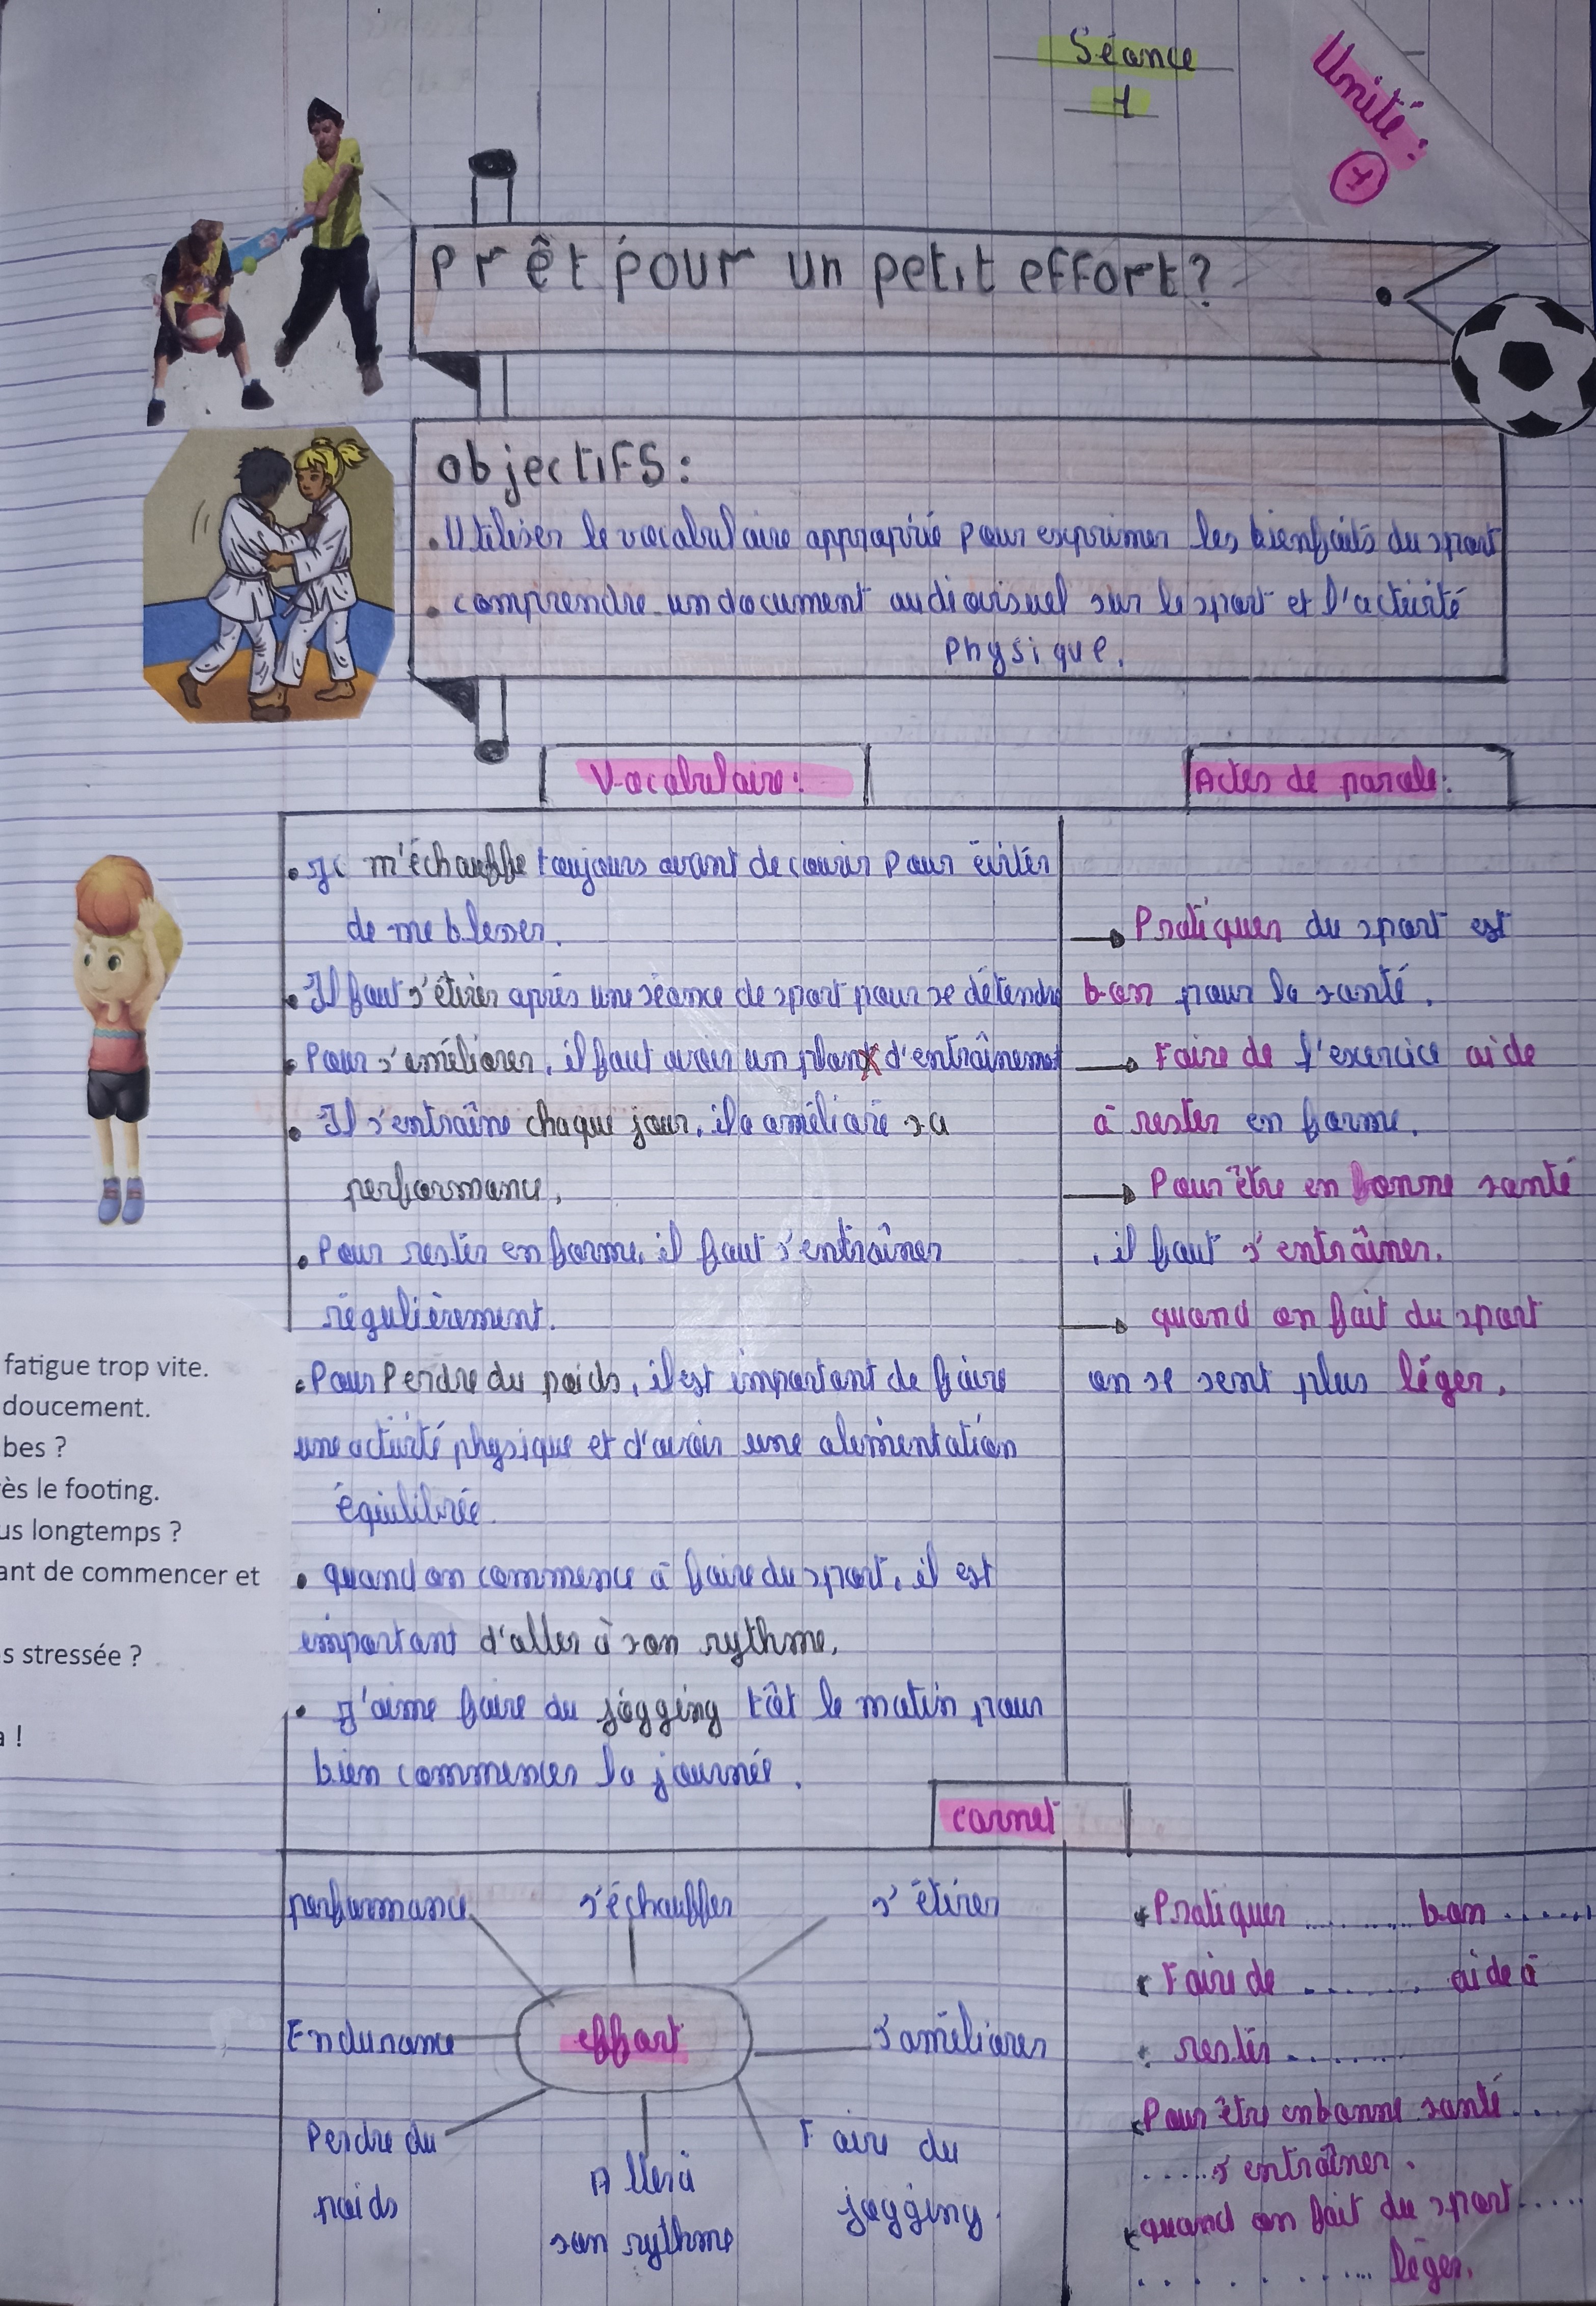 Séance
1
Unité :
1
Prêt pour un petit effort ?
objectifs :
. Utiliser le vocabulaire approprié pour exprimer les bienfaits du sport
. comprendre un document audiovisuel sur le sport et l'activité
physique.
Vocabulaire :
• Je m'échauffe toujours avant de courir pour éviter
de me blesser.
• Il faut s'étirer après une séance de sport pour se détendre
• Pour s'améliorer, il faut avoir un plan d'entraînement
• Il s'entraîne chaque jour, il a amélioré sa
performance.
• Pour rester en forme, il faut s'entraîner
régulièrement.
• Pour Perdre du poids, il est important de faire
une activité physique et d'avoir une alimentation
équilibrée.
• quand on commence à faire du sport, il est
important d'aller à son rythme.
• J'aime faire du jogging tôt le matin pour
bien commencer la journée.
Actes de parole :
→ Pratiquer du sport est
bon pour la santé.
→ Faire de l'exercice aide
à rester en forme.
→ Pour être en bonne santé
, il faut s'entraîner.
→ quand on fait du sport
on se sent plus léger.
fatigue trop vite.
doucement.
bes ?
ès le footing.
us longtemps ?
ant de commencer et
s stressée ?
a !
carnet
performance s'échauffer s'étirer
Endurance effort s'améliorer
Perdre du
poids
Aller à
son rythme
Faire du
jogging.
* Pratiquer .......... bon ......
* Faire de ......... aide à
* rester ........
* Pour être en bonne santé ....
...... s'entraîner.
* quand on fait du sport .....
............ léger.